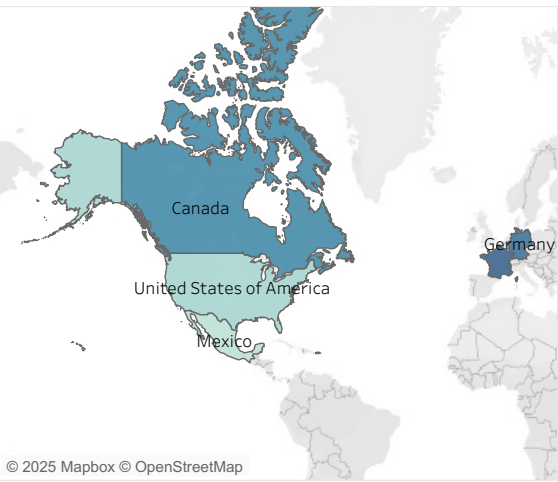 Canada
Germany
United States of America
Mexico
© 2025 Mapbox © OpenStreetMap